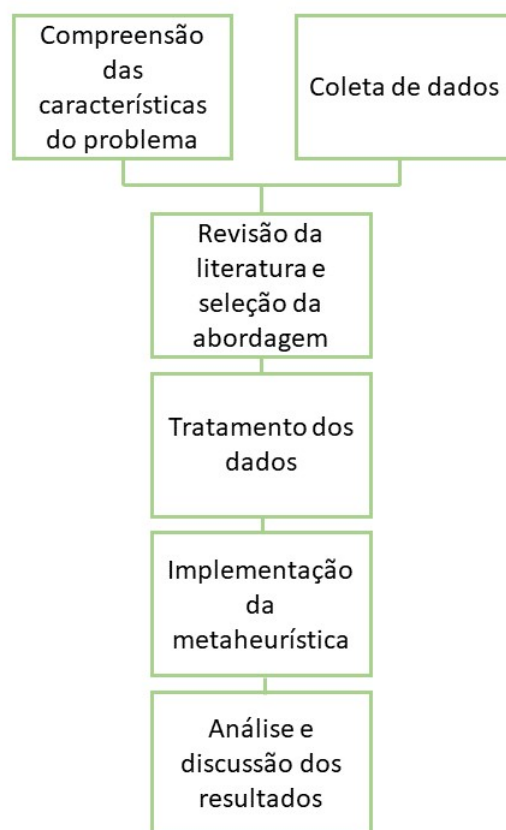 Compreensão
das
características
do problema
Coleta de dados
Revisão da
literatura e
seleção da
abordagem
Tratamento dos
dados
Implementação
da
metaheurística
Análise e
discussão dos
resultados